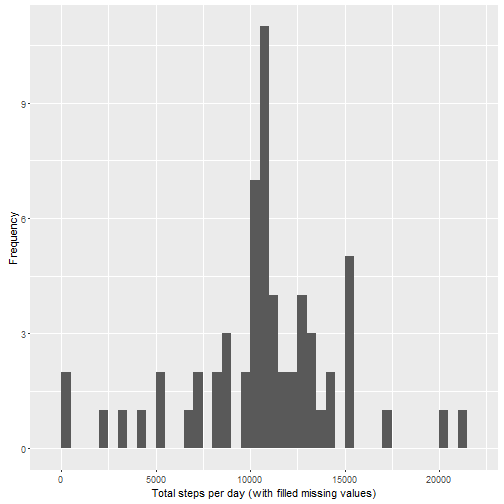 9
6
3
0
Frequency
0 5000 10000 15000 20000
Total steps per day (with filled missing values)